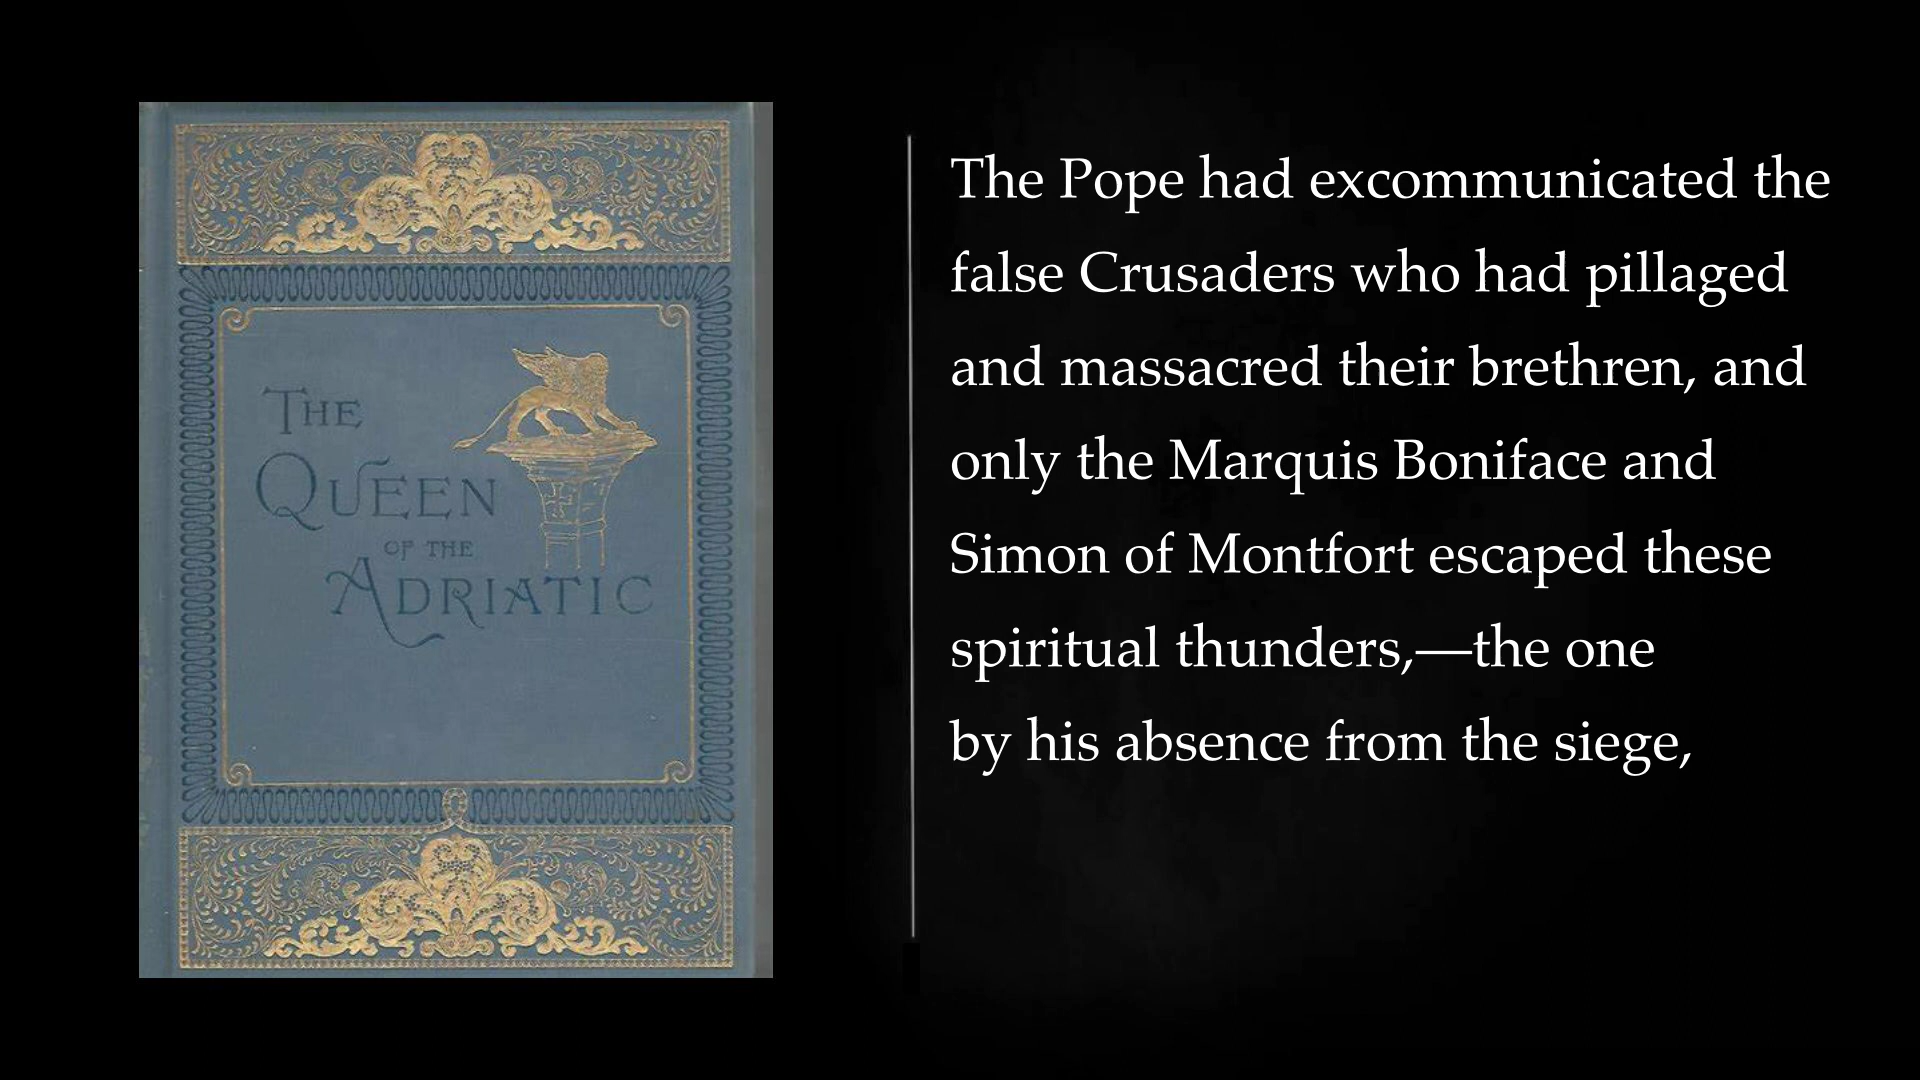 THE
QUEEN
OF THE
ADRIATIC
The Pope had excommunicated the
false Crusaders who had pillaged
and massacred their brethren, and
only the Marquis Boniface and
Simon of Montfort escaped these
spiritual thunders,—the one
by his absence from the siege,